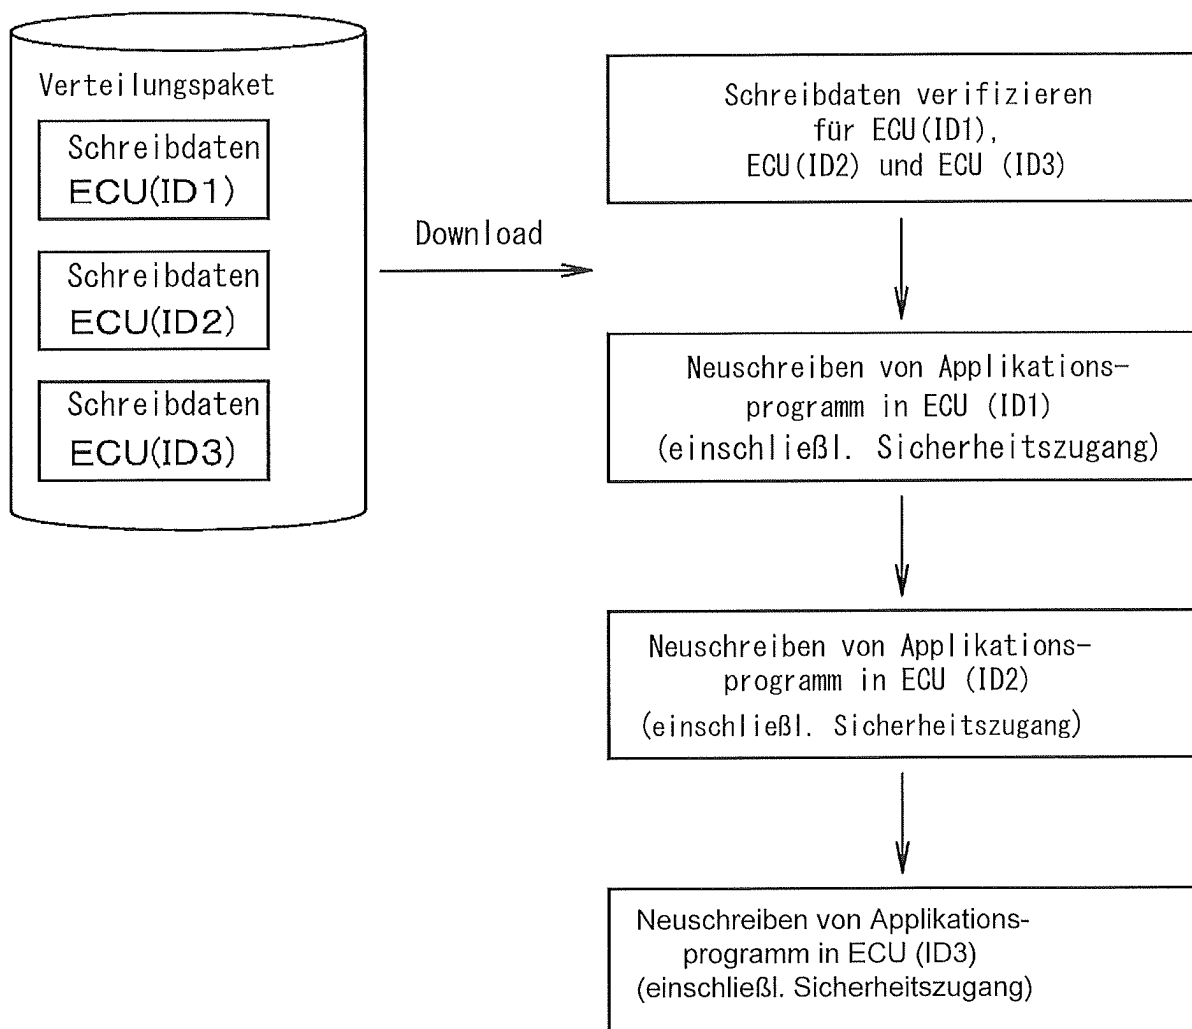 Verteilungspaket
Schreibdaten
ECU(ID1)
Schreibdaten
ECU(ID2)
Schreibdaten
ECU(ID3)
Download
Schreibdaten verifizieren
für ECU(ID1),
ECU(ID2) und ECU (ID3)
Neuschreiben von Applikations-
programm in ECU (ID1)
(einschließl. Sicherheitszugang)
Neuschreiben von Applikations-
programm in ECU (ID2)
(einschließl. Sicherheitszugang)
Neuschreiben von Applikations-
programm in ECU (ID3)
(einschließl. Sicherheitszugang)